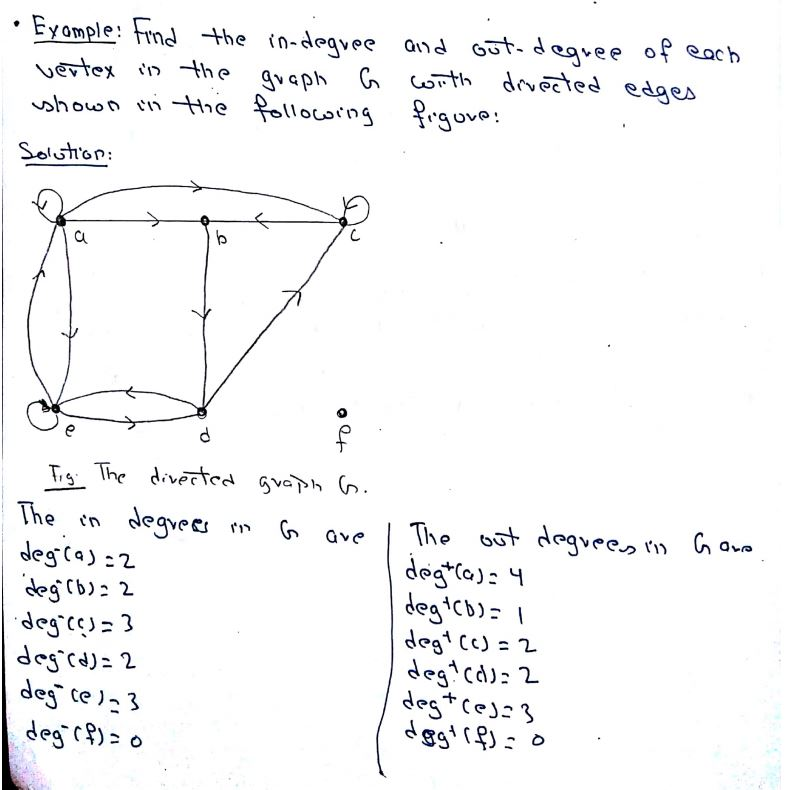 • Example: Find the in-degree and out-degree of each
vertex in the graph G with directed edges
shown in the following figure:
Solution:
a b c
e d f
Fig: The directed graph G.
The in degrees in G are
deg⁻(a) = 2
deg⁻(b) = 2
deg⁻(c) = 3
deg⁻(d) = 2
deg⁻(e) = 3
deg⁻(f) = 0
The out degrees in G are
deg⁺(a) = 4
deg⁺(b) = 1
deg⁺(c) = 2
deg⁺(d) = 2
deg⁺(e) = 3
deg⁺(f) = 0